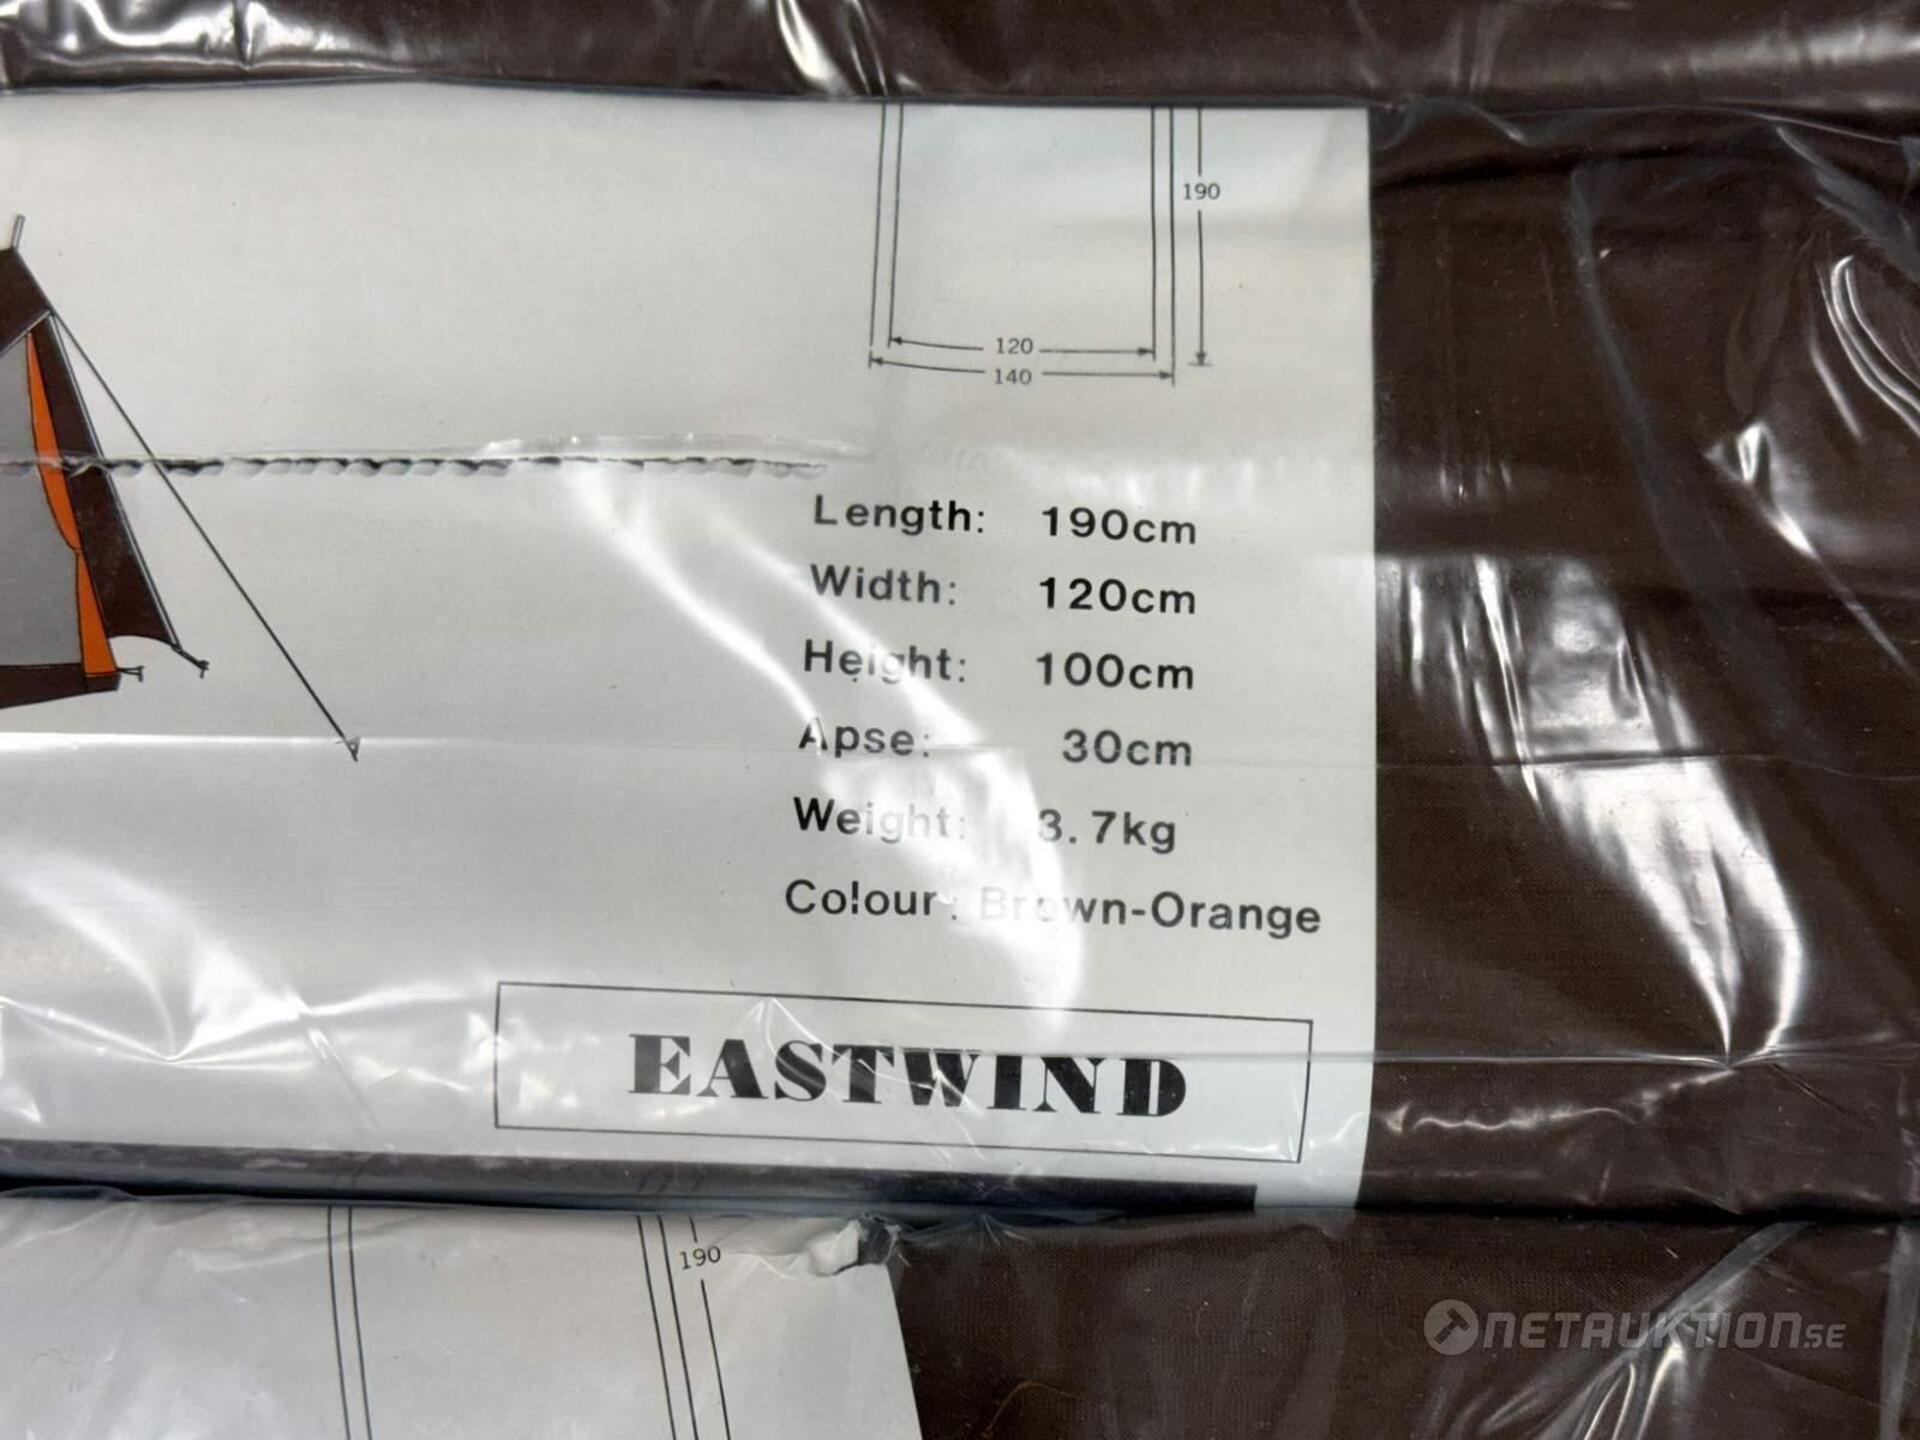 190
120
140
Length: 190cm
Width: 120cm
Height: 100cm
Apse: 30cm
Weight: 3.7kg
Colour: Brown-Orange
EASTWIND
190
NETAUKTION.SE